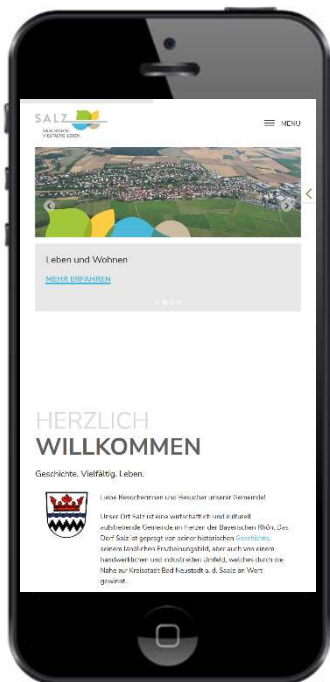 SALZ
GESCHICHTE.
VIELFÄLTIG. LEBEN.
MENU
Leben und Wohnen
MEHR ERFAHREN
HERZLICH
WILLKOMMEN
Geschichte. Vielfältig. Leben.
Liebe Besucherinnen und Besucher unserer Gemeinde!
Unser Ort Salz ist eine wirtschaftlich und kulturell
aufstrebende Gemeinde im Herzen der Bayerischen Rhön. Das
Dorf Salz ist geprägt von seiner historischen Geschichte,
seinem ländlichen Erscheinungsbild, aber auch von einem
handwerklichen und industriellen Umfeld, welches durch die
Nähe zur Kreisstadt Bad Neustadt a. d. Saale an Wert
gewinnt.